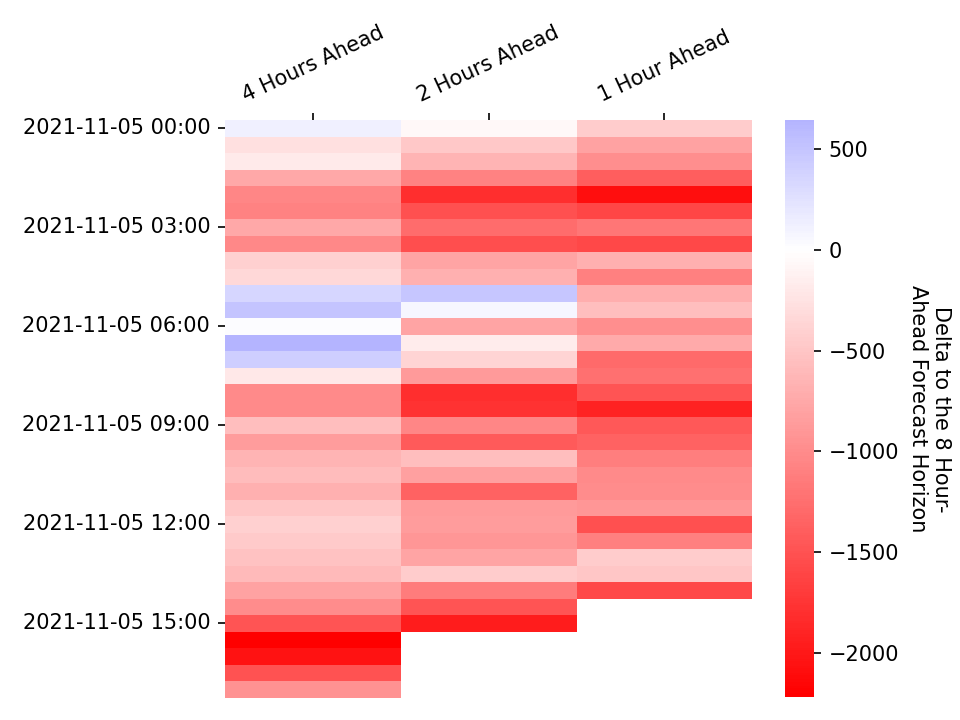 4 Hours Ahead
2 Hours Ahead
1 Hour Ahead
2021-11-05 00:00
2021-11-05 03:00
2021-11-05 06:00
2021-11-05 09:00
2021-11-05 12:00
2021-11-05 15:00
500
0
−500
−1000
−1500
−2000
Delta to the 8 Hour-
Ahead Forecast Horizon